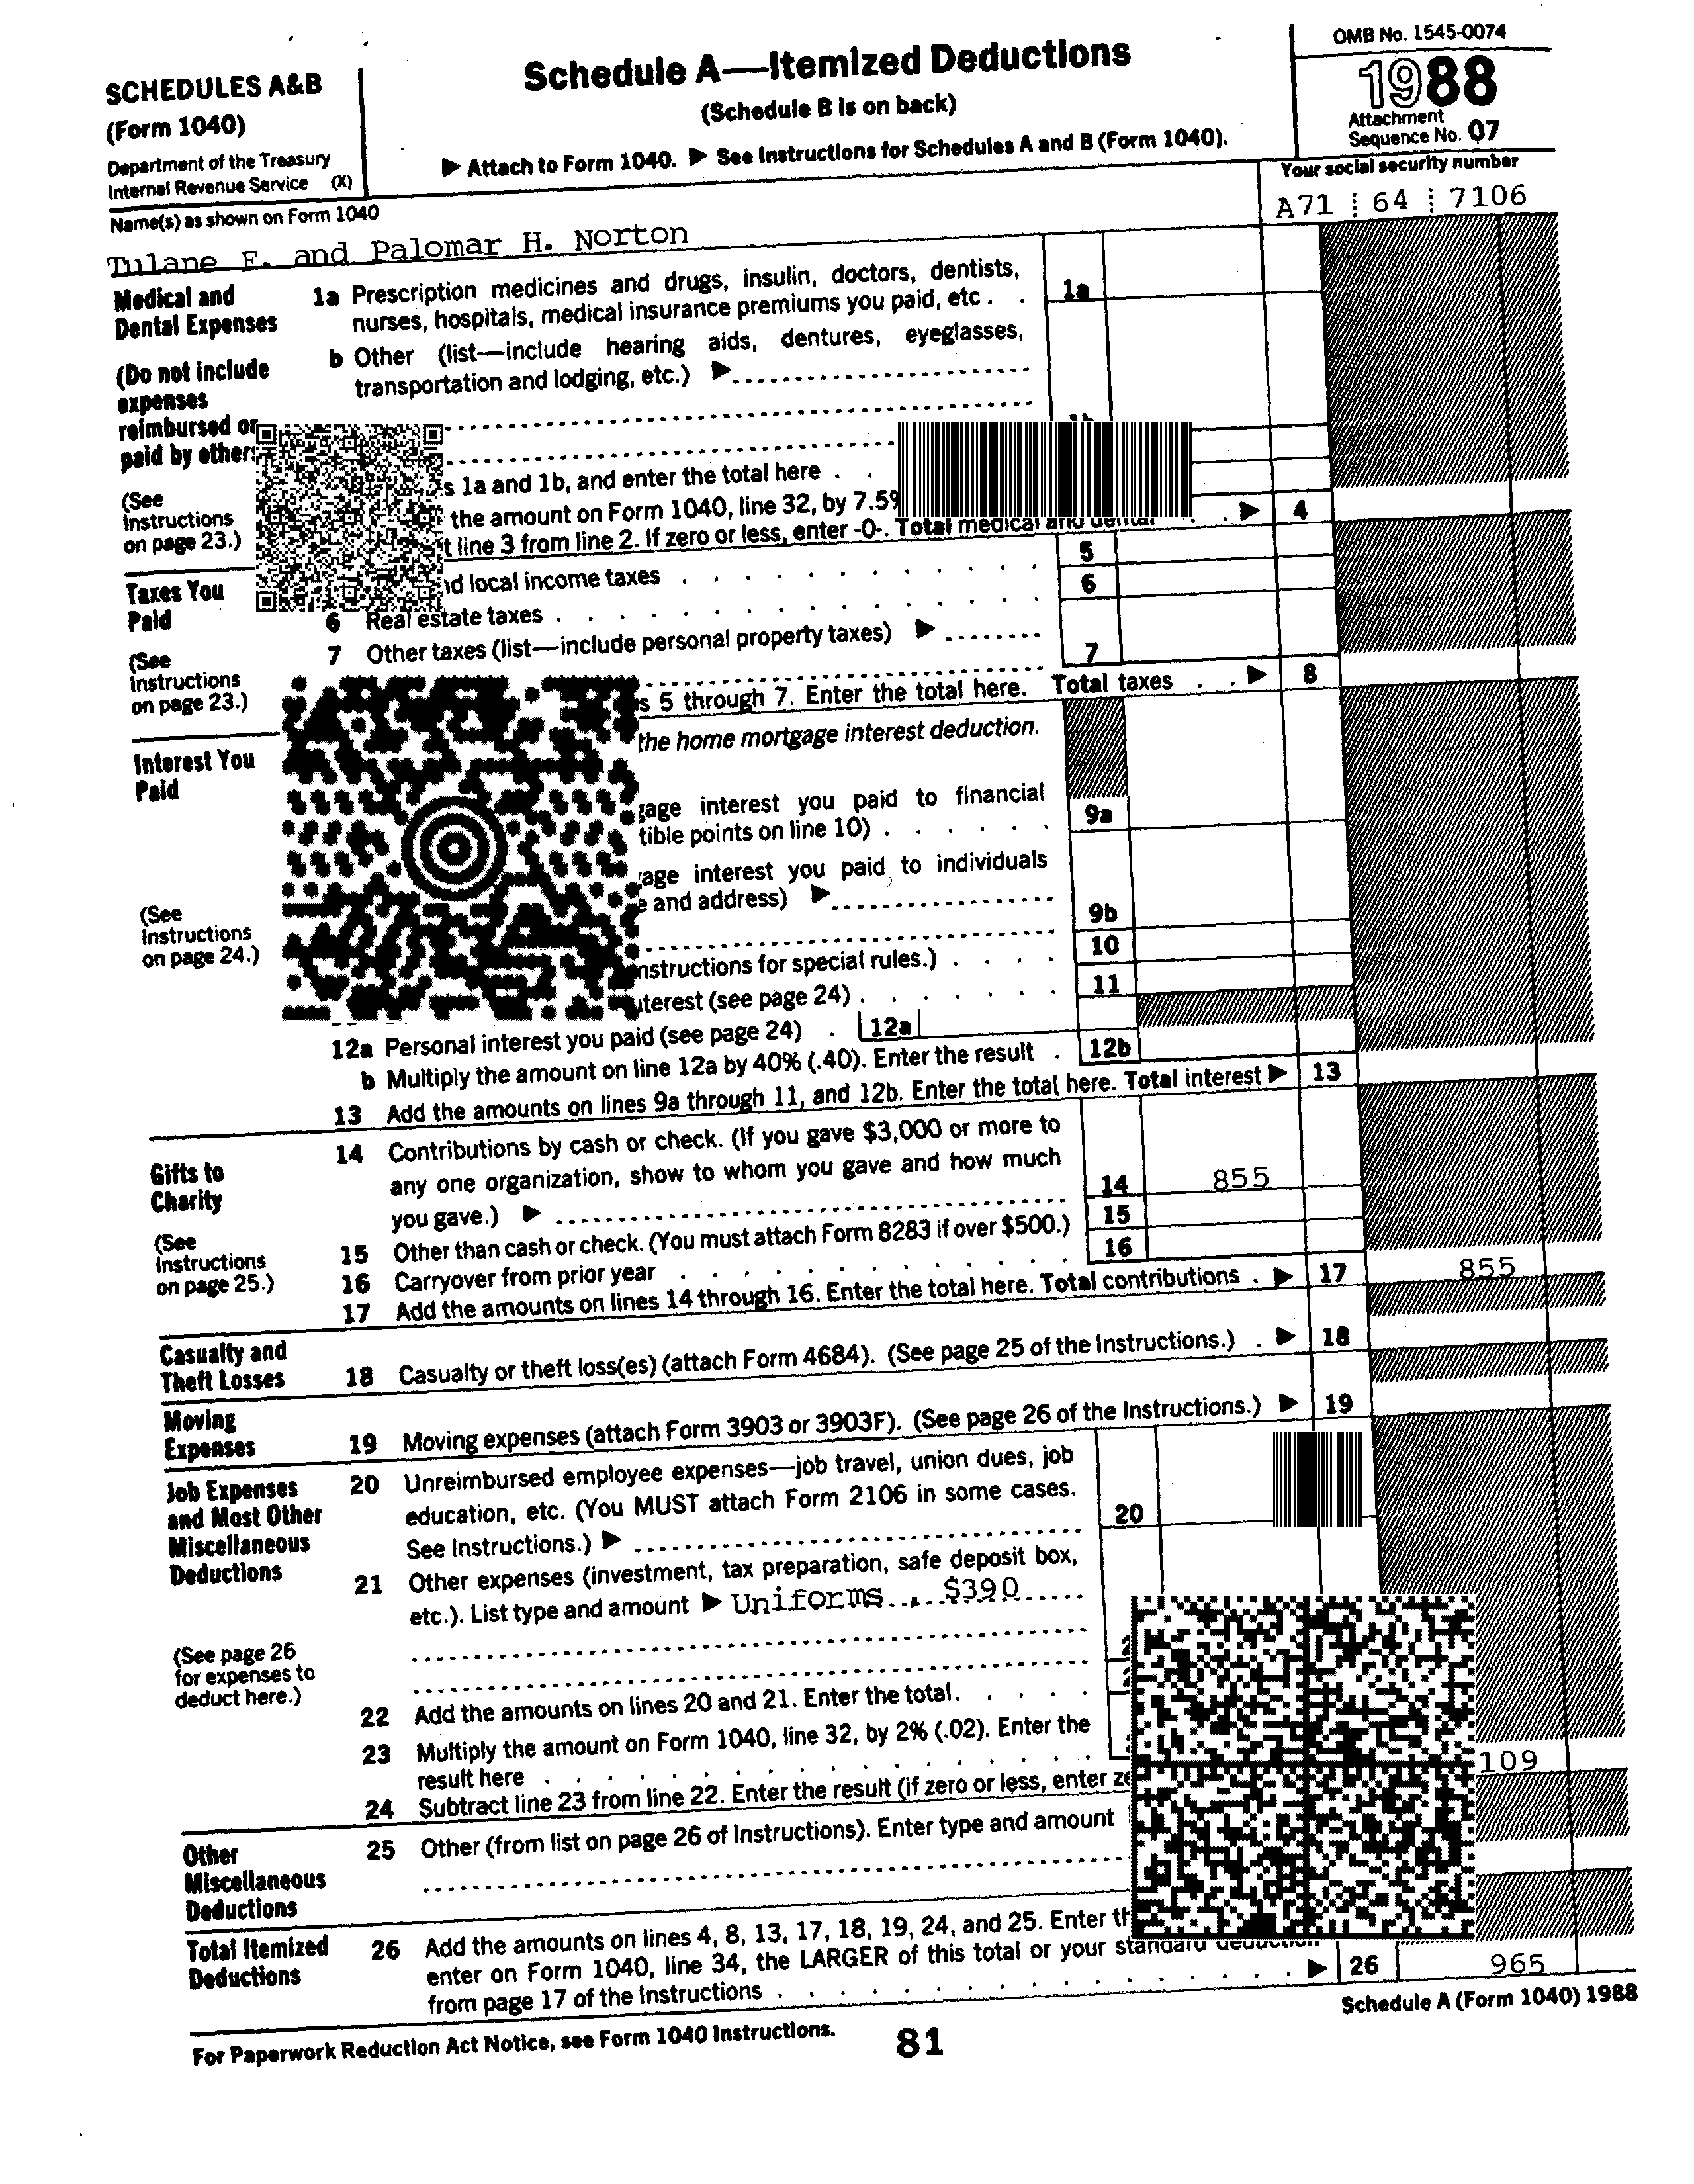 SCHEDULES A&B
(Form 1040)
Department of the Treasury
Internal Revenue Service (X)
Schedule A—Itemized Deductions
(Schedule B is on back)
▶ Attach to Form 1040. ▶ See Instructions for Schedules A and B (Form 1040).
OMB No. 1545-0074
1988
Attachment
Sequence No. 07
Name(s) as shown on Form 1040
Your social security number
Tulane F. and Palomar H. Norton
A71 64 7106
Medical and
Dental Expenses
(Do not include
expenses
reimbursed or
paid by others
(See
Instructions
on page 23.)
1a Prescription medicines and drugs, insulin, doctors, dentists,
nurses, hospitals, medical insurance premiums you paid, etc . . 1a
b Other (list—include hearing aids, dentures, eyeglasses,
transportation and lodging, etc.) ▶
1a and 1b, and enter the total here . .
the amount on Form 1040, line 32, by
line 3 from line 2. If zero or less, enter -0-. Total medical and dental . . ▶ 4
Taxes You
Paid
(See
Instructions
on page 23.)
local income taxes . . . . . . . . . . . . 5
6 Real estate taxes . . . . . . . . . . . . 6
7 Other taxes (list—include personal property taxes) ▶ 7
5 through 7. Enter the total here. Total taxes . . ▶ 8
Interest You
Paid
(See
Instructions
on page 24.)
the home mortgage interest deduction.
interest you paid to financial
points on line 10) . . . . . . 9a
interest you paid to individuals
and address) ▶ 9b
10
for special rules.) . . . .
(see page 24) . . . . . . . 11
12a Personal interest you paid (see page 24) . 12a
b Multiply the amount on line 12a by 40% (.40). Enter the result . 12b
13 Add the amounts on lines 9a through 11, and 12b. Enter the total here. Total interest ▶ 13
Gifts to
Charity
(See
Instructions
on page 25.)
14 Contributions by cash or check. (If you gave $3,000 or more to
any one organization, show to whom you gave and how much
you gave.) ▶ 14 855
15 Other than cash or check. (You must attach Form 8283 if over $500.) 15
16 Carryover from prior year . . . . . . . . . . . 16
17 Add the amounts on lines 14 through 16. Enter the total here. Total contributions . ▶ 17 855
Casualty and
Theft Losses
18 Casualty or theft loss(es) (attach Form 4684). (See page 25 of the Instructions.) . ▶ 18
Moving
Expenses
19 Moving expenses (attach Form 3903 or 3903F). (See page 26 of the Instructions.) ▶ 19
Job Expenses
and Most Other
Miscellaneous
Deductions
(See page 26
for expenses to
deduct here.)
20 Unreimbursed employee expenses—job travel, union dues, job
education, etc. (You MUST attach Form 2106 in some cases.
See Instructions.) ▶ 20
21 Other expenses (investment, tax preparation, safe deposit box,
etc.). List type and amount ▶ Uniforms , $390
22 Add the amounts on lines 20 and 21. Enter the total. . . . .
23 Multiply the amount on Form 1040, line 32, by 2% (.02). Enter the
result here . . . . . . . . . . . . .
24 Subtract line 23 from line 22. Enter the result (if zero or less, enter 109
Other
Miscellaneous
Deductions
25 Other (from list on page 26 of Instructions). Enter type and amount
Total Itemized
Deductions
26 Add the amounts on lines 4, 8, 13, 17, 18, 19, 24, and 25. Enter
enter on Form 1040, line 34, the LARGER of this total or your standard deduction
from page 17 of the Instructions . . . . . . . . . . . . . ▶ 26 965
For Paperwork Reduction Act Notice, see Form 1040 Instructions.
81
Schedule A (Form 1040) 1988